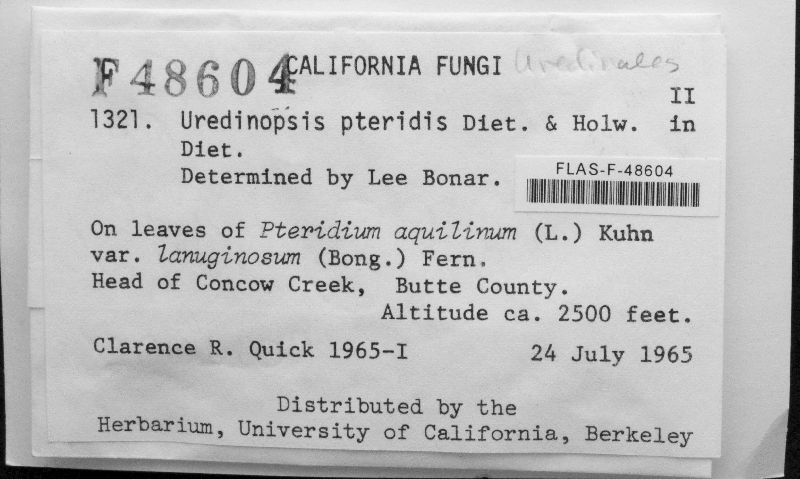 F48604 CALIFORNIA FUNGI Uredinales
II
1321. Uredinopsis pteridis Diet. & Holw. in
Diet.
Determined by Lee Bonar.
FLAS-F-48604
On leaves of Pteridium aquilinum (L.) Kuhn
var. lanuginosum (Bong.) Fern.
Head of Concow Creek, Butte County.
Altitude ca. 2500 feet.
Clarence R. Quick 1965-I 24 July 1965
Distributed by the
Herbarium, University of California, Berkeley